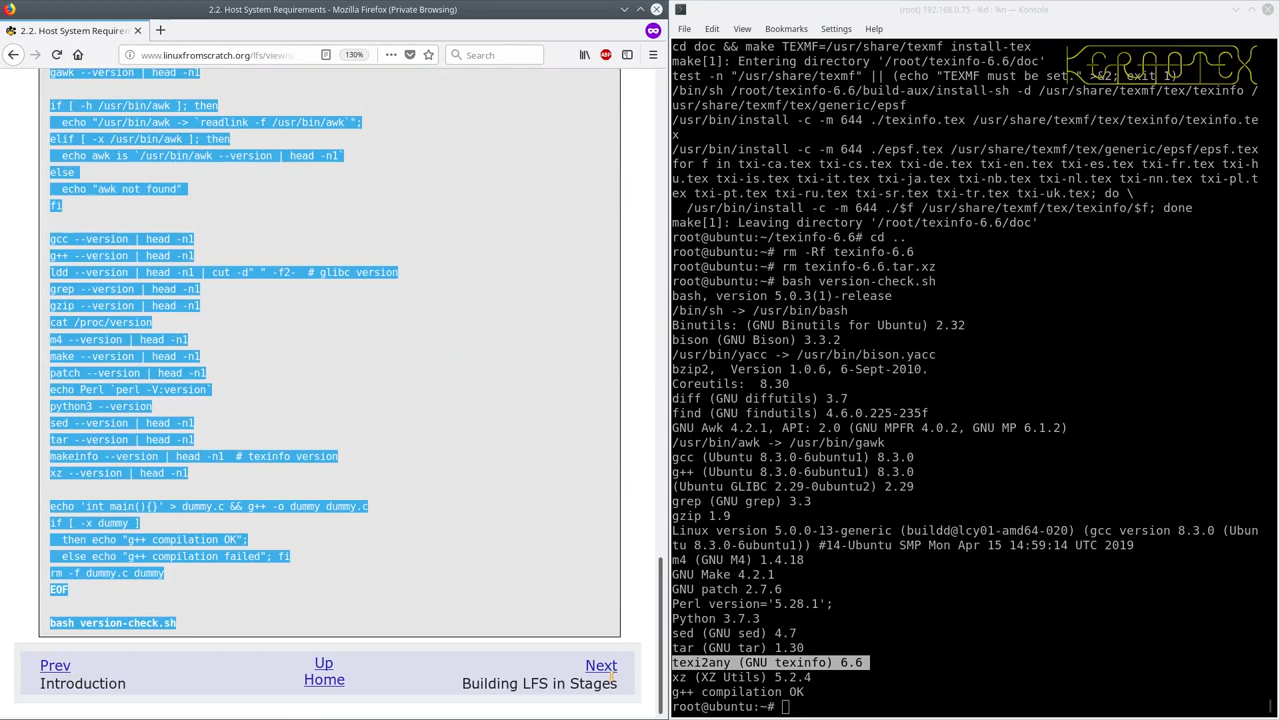 2.2. Host System Requirements - Mozilla Firefox (Private Browsing)
2.2. Host System Requirem
www.linuxfromscratch.org/lfs/view/s
130%
Search
gawk --version | head -n1
if [ -h /usr/bin/awk ]; then
  echo "/usr/bin/awk -> `readlink -f /usr/bin/awk`";
elif [ -x /usr/bin/awk ]; then
  echo awk is `/usr/bin/awk --version | head -n1`
else
  echo "awk not found"
fi
gcc --version | head -n1
g++ --version | head -n1
ldd --version | head -n1 | cut -d" " -f2-  # glibc version
grep --version | head -n1
gzip --version | head -n1
cat /proc/version
m4 --version | head -n1
make --version | head -n1
patch --version | head -n1
echo Perl `perl -V:version`
python3 --version
sed --version | head -n1
tar --version | head -n1
makeinfo --version | head -n1  # texinfo version
xz --version | head -n1
echo 'int main(){}' > dummy.c && g++ -o dummy dummy.c
if [ -x dummy ]
  then echo "g++ compilation OK";
  else echo "g++ compilation failed"; fi
rm -f dummy.c dummy
EOF
bash version-check.sh
Prev
Introduction
Up
Home
Next
Building LFS in Stages
(root) 192.168.0.75 - %d : %n — Konsole
File Edit View Bookmarks Settings Help
KEROOTEX
cd doc && make TEXMF=/usr/share/texmf install-tex
make[1]: Entering directory '/root/texinfo-6.6/doc'
test -n "/usr/share/texmf" || (echo "TEXMF must be set." >&2; exit 1)
/bin/sh /root/texinfo-6.6/build-aux/install-sh -d /usr/share/texmf/tex/texinfo /
usr/share/texmf/tex/generic/epsf
/usr/bin/install -c -m 644 ./texinfo.tex /usr/share/texmf/tex/texinfo/texinfo.te
x
/usr/bin/install -c -m 644 ./epsf.tex /usr/share/texmf/tex/generic/epsf/epsf.tex
for f in txi-ca.tex txi-cs.tex txi-de.tex txi-en.tex txi-es.tex txi-fr.tex txi-h
u.tex txi-is.tex txi-it.tex txi-ja.tex txi-nb.tex txi-nl.tex txi-nn.tex txi-pl.t
ex txi-pt.tex txi-ru.tex txi-sr.tex txi-tr.tex txi-uk.tex; do \
  /usr/bin/install -c -m 644 ./$f /usr/share/texmf/tex/texinfo/$f; done
make[1]: Leaving directory '/root/texinfo-6.6/doc'
root@ubuntu:~/texinfo-6.6# cd ..
root@ubuntu:~# rm -Rf texinfo-6.6
root@ubuntu:~# rm texinfo-6.6.tar.xz
root@ubuntu:~# bash version-check.sh
bash, version 5.0.3(1)-release
/bin/sh -> /usr/bin/bash
Binutils: (GNU Binutils for Ubuntu) 2.32
bison (GNU Bison) 3.3.2
/usr/bin/yacc -> /usr/bin/bison.yacc
bzip2,  Version 1.0.6, 6-Sept-2010.
Coreutils:  8.30
diff (GNU diffutils) 3.7
find (GNU findutils) 4.6.0.225-235f
GNU Awk 4.2.1, API: 2.0 (GNU MPFR 4.0.2, GNU MP 6.1.2)
/usr/bin/awk -> /usr/bin/gawk
gcc (Ubuntu 8.3.0-6ubuntu1) 8.3.0
g++ (Ubuntu 8.3.0-6ubuntu1) 8.3.0
(Ubuntu GLIBC 2.29-0ubuntu2) 2.29
grep (GNU grep) 3.3
gzip 1.9
Linux version 5.0.0-13-generic (buildd@lcy01-amd64-020) (gcc version 8.3.0 (Ubun
tu 8.3.0-6ubuntu1)) #14-Ubuntu SMP Mon Apr 15 14:59:14 UTC 2019
m4 (GNU M4) 1.4.18
GNU Make 4.2.1
GNU patch 2.7.6
Perl version='5.28.1';
Python 3.7.3
sed (GNU sed) 4.7
tar (GNU tar) 1.30
texi2any (GNU texinfo) 6.6
xz (XZ Utils) 5.2.4
g++ compilation OK
root@ubuntu:~#